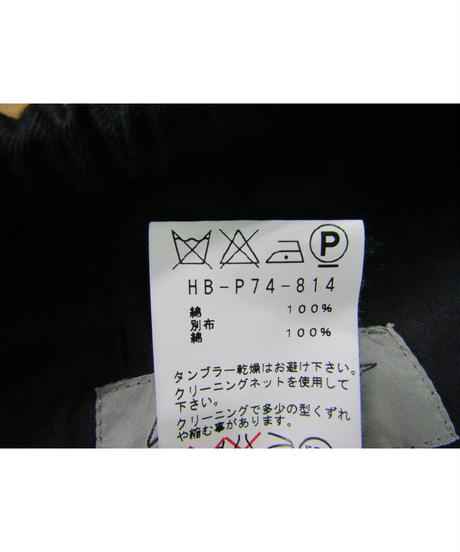 P
HB-P74-814
綿 100%
別布
綿 100%
タンブラー乾燥はお避け下さい。
クリーニングネットを使用して
下さい。
クリーニングで多少の型くずれ
や縮む事があります。